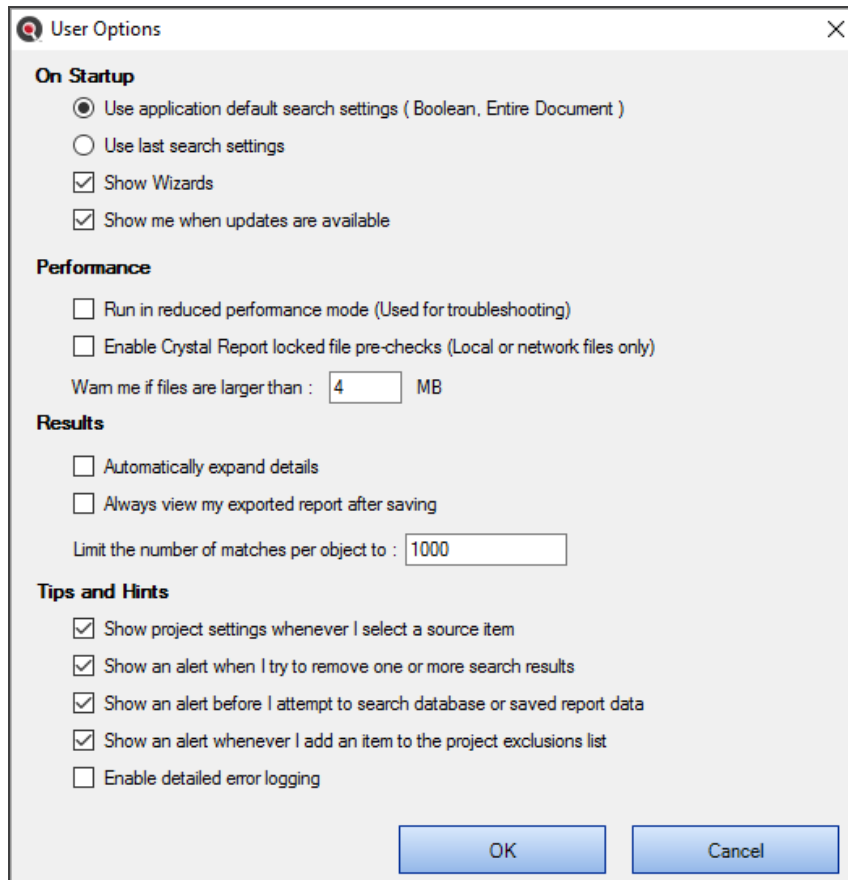 User Options
On Startup
Use application default search settings ( Boolean, Entire Document )
Use last search settings
Show Wizards
Show me when updates are available
Performance
Run in reduced performance mode (Used for troubleshooting)
Enable Crystal Report locked file pre-checks (Local or network files only)
Warn me if files are larger than : 4 MB
Results
Automatically expand details
Always view my exported report after saving
Limit the number of matches per object to : 1000
Tips and Hints
Show project settings whenever I select a source item
Show an alert when I try to remove one or more search results
Show an alert before I attempt to search database or saved report data
Show an alert whenever I add an item to the project exclusions list
Enable detailed error logging
OK Cancel